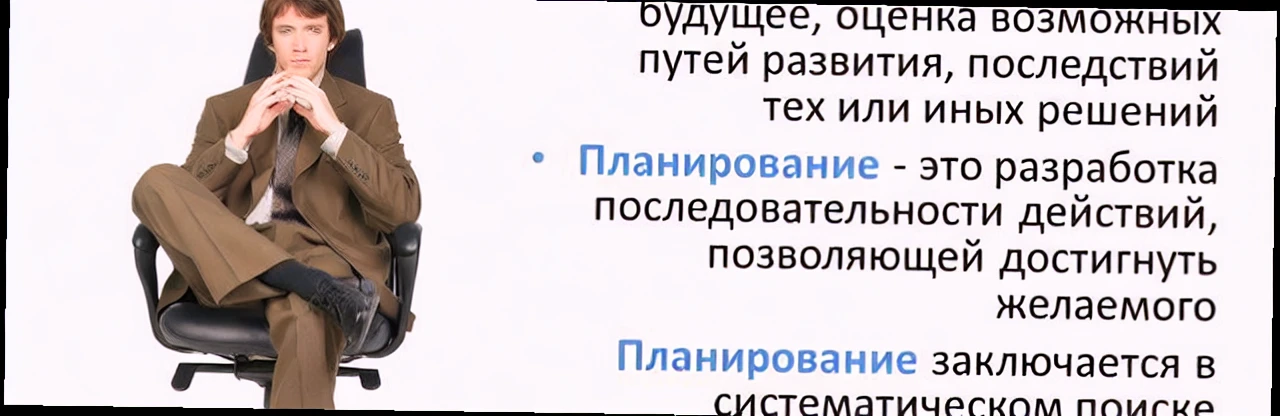 будущее, оценка возможных
путей развития, последствий
тех или иных решений
• Планирование - это разработка
последовательности действий,
позволяющей достигнуть
желаемого
Планирование заключается в
систематическом поиске